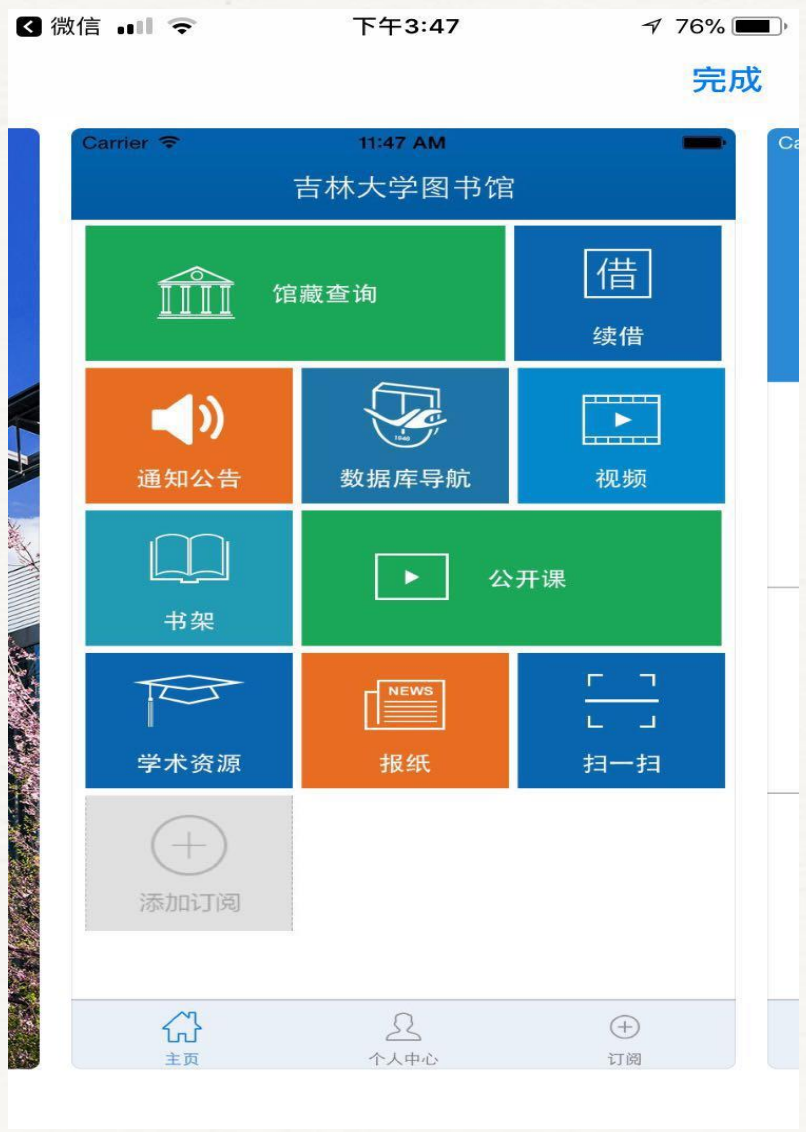 微信 下午3:47 76%
完成
Carrier 11:47 AM Ca
吉林大学图书馆
馆藏查询
借
续借
通知公告
1946
数据库导航
视频
书架
公开课
学术资源
NEWS
报纸
扫一扫
添加订阅
主页
个人中心
订阅